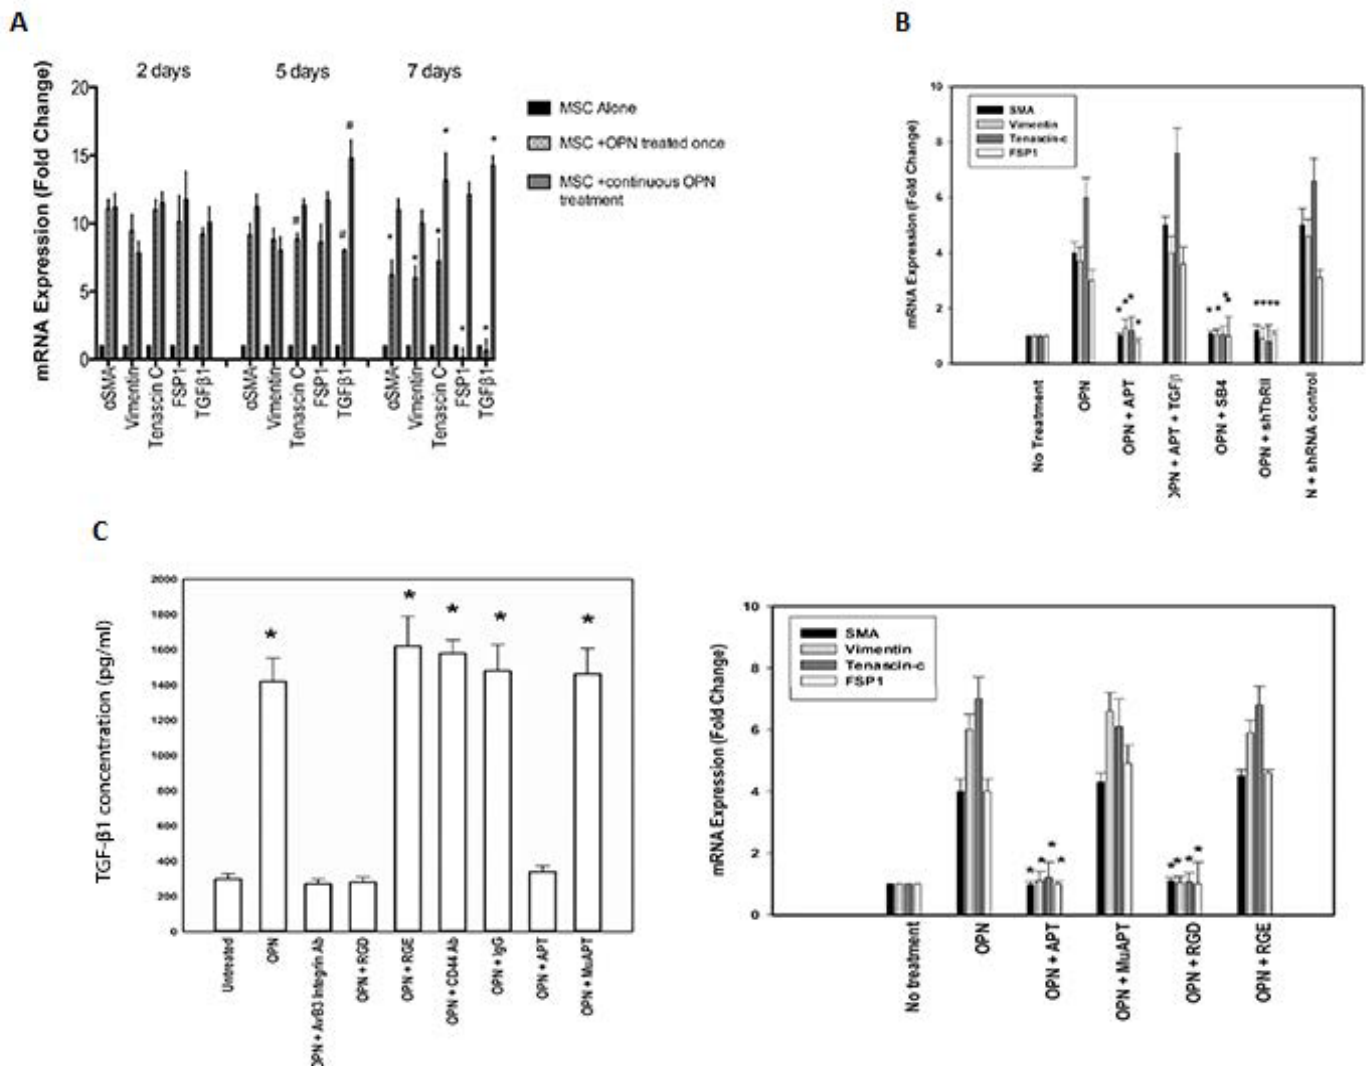 A
2 days 5 days 7 days
mRNA Expression (Fold Change)
20
15
10
5
0
MSC Alone
MSC +OPN treated once
MSC +continuous OPN
treatment
# # # * * * * * * *
αSMA Vimentin Tenascin C FSP1 TGFβ1 αSMA Vimentin Tenascin C FSP1 TGFβ1 αSMA Vimentin Tenascin C FSP1 TGFβ1
B
mRNA Expression (Fold Change)
10
8
6
4
2
0
SMA
Vimentin
Tenascin-c
FSP1
No Treatment
OPN
OPN + APT
OPN + APT + TGFβ
OPN + SB4
OPN + shTbRII
N + shRNA control
C
TGF-β1 concentration (pg/ml)
2000
1800
1600
1400
1200
1000
800
600
400
200
0
* * * * *
Untreated
OPN
OPN + AvB3 Integrin Ab
OPN + RGD
OPN + RGE
OPN + CD44 Ab
OPN + IgG
OPN + APT
OPN + MuAPT
mRNA Expression (Fold Change)
10
8
6
4
2
0
SMA
Vimentin
Tenascin-c
FSP1
* * * * * * * *
No treatment
OPN
OPN + APT
OPN + MuAPT
OPN + RGD
OPN + RGE